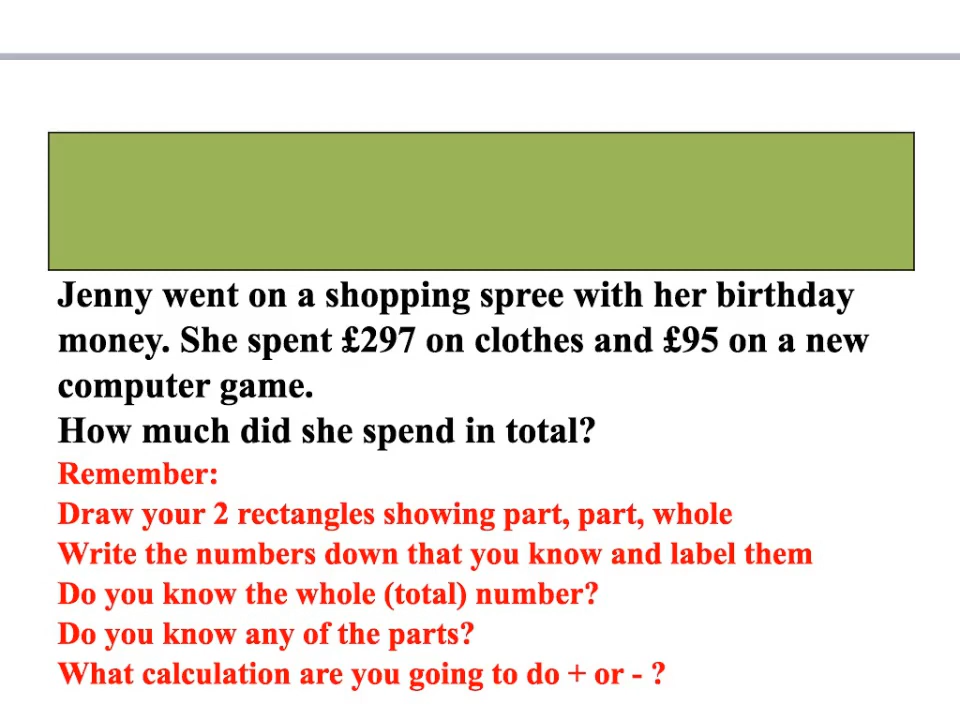 Jenny went on a shopping spree with her birthday
money. She spent £297 on clothes and £95 on a new
computer game.
How much did she spend in total?
Remember:
Draw your 2 rectangles showing part, part, whole
Write the numbers down that you know and label them
Do you know the whole (total) number?
Do you know any of the parts?
What calculation are you going to do + or - ?